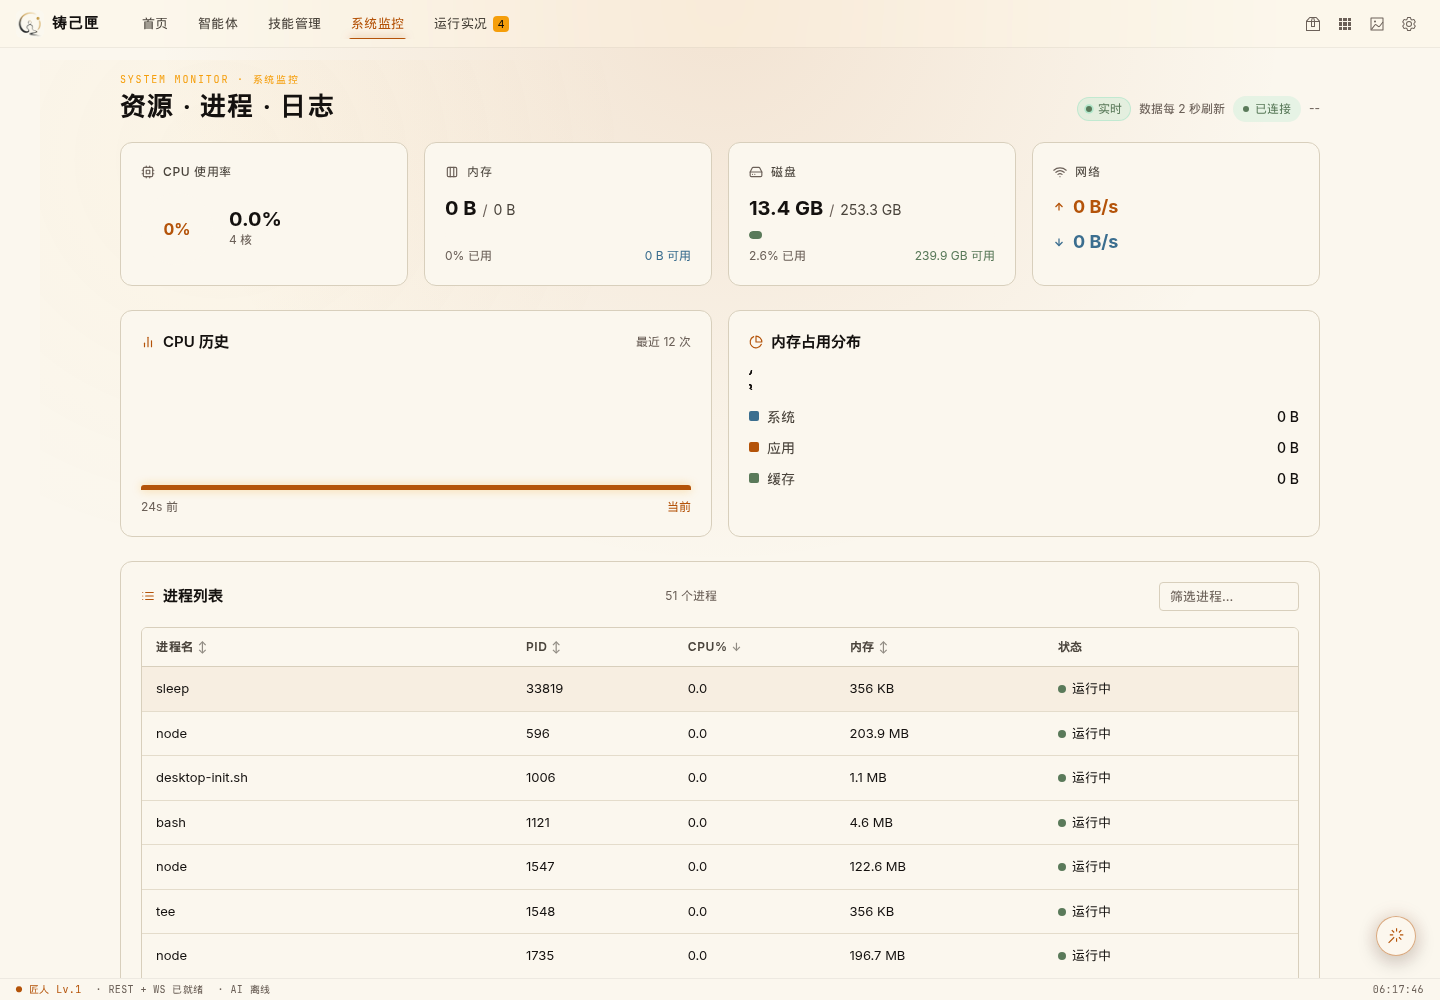 铸己匣 首页 智能体 技能管理 系统监控 运行实况 4
SYSTEM MONITOR · 系统监控
资源 · 进程 · 日志
实时 数据每 2 秒刷新 已连接 --
CPU 使用率
0%
0.0%
4 核
内存
0 B / 0 B
0% 已用 0 B 可用
磁盘
13.4 GB / 253.3 GB
2.6% 已用 239.9 GB 可用
网络
↑ 0 B/s
↓ 0 B/s
CPU 历史 最近 12 次
24s 前 当前
内存占用分布
系统 0 B
应用 0 B
缓存 0 B
进程列表 51 个进程 筛选进程...
进程名 ↕ PID ↕ CPU% ↓ 内存 ↕ 状态
sleep 33819 0.0 356 KB 运行中
node 596 0.0 203.9 MB 运行中
desktop-init.sh 1006 0.0 1.1 MB 运行中
bash 1121 0.0 4.6 MB 运行中
node 1547 0.0 122.6 MB 运行中
tee 1548 0.0 356 KB 运行中
node 1735 0.0 196.7 MB 运行中
匠人 Lv.1 · REST + WS 已就绪 · AI 离线 06:17:46